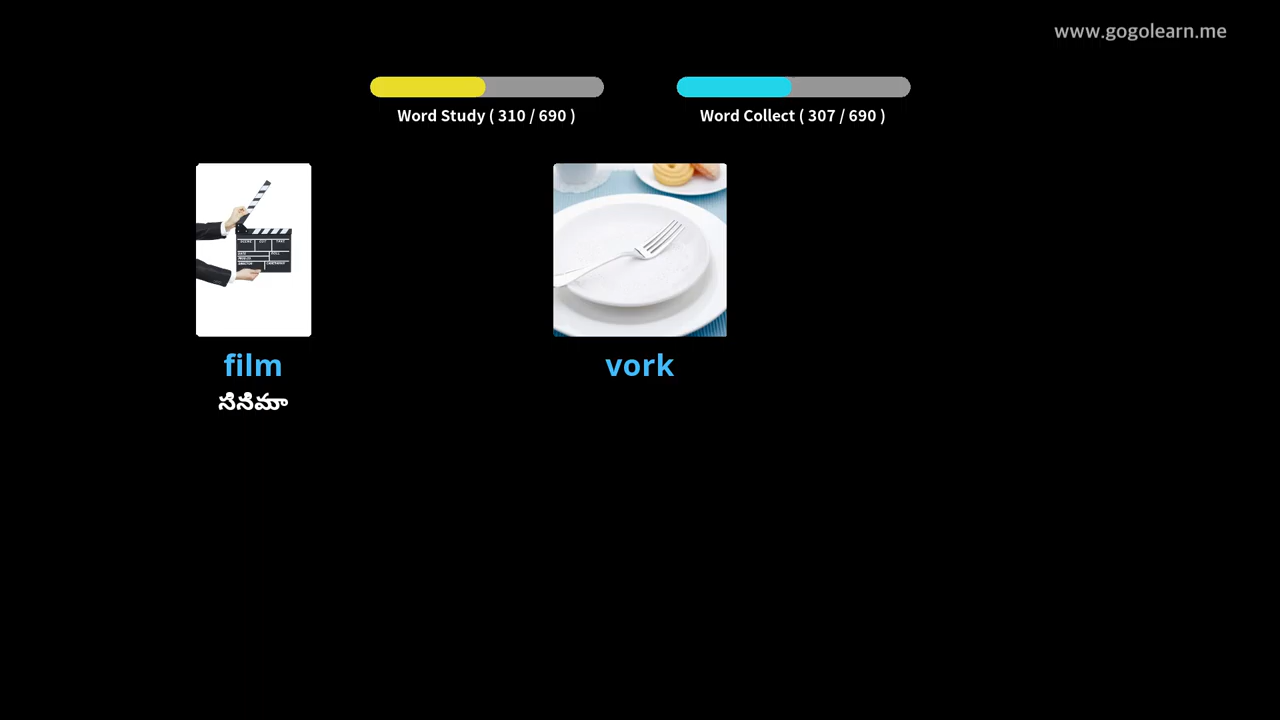 www.gogolearn.me
Word Study ( 310 / 690 )
Word Collect ( 307 / 690 )
film
vork
సినిమా